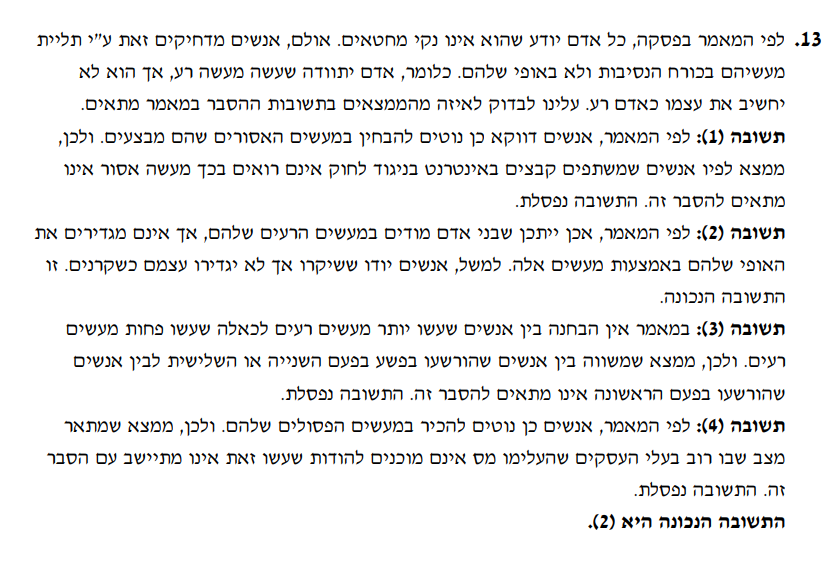 13. לפי המאמר בפסקה, כל אדם יודע שהוא אינו נקי מחטאים. אולם, אנשים מדחיקים זאת ע"י תליית
מעשיהם בכורח הנסיבות ולא באופי שלהם. כלומר, אדם יתוודה שעשה מעשה רע, אך הוא לא
יחשיב את עצמו כאדם רע. עלינו לבדוק לאיזה מהממצאים בתשובות ההסבר במאמר מתאים.
תשובה (1): לפי המאמר, אנשים דווקא כן נוטים להבחין במעשים האסורים שהם מבצעים. ולכן,
ממצא לפיו אנשים שמשתפים קבצים באינטרנט בניגוד לחוק אינם רואים בכך מעשה אסור אינו
מתאים להסבר זה. התשובה נפסלת.
תשובה (2): לפי המאמר, אכן ייתכן שבני אדם מודים במעשים הרעים שלהם, אך אינם מגדירים את
האופי שלהם באמצעות מעשים אלה. למשל, אנשים יודו ששיקרו אך לא יגדירו עצמם כשקרנים. זו
התשובה הנכונה.
תשובה (3): במאמר אין הבחנה בין אנשים שעשו יותר מעשים רעים לכאלה שעשו פחות מעשים
רעים. ולכן, ממצא שמשווה בין אנשים שהורשעו בפשע בפעם השנייה או השלישית לבין אנשים
שהורשעו בפעם הראשונה אינו מתאים להסבר זה. התשובה נפסלת.
תשובה (4): לפי המאמר, אנשים כן נוטים להכיר במעשים הפסולים שלהם. ולכן, ממצא שמתאר
מצב שבו רוב בעלי העסקים שהעלימו מס אינם מוכנים להודות שעשו זאת אינו מתיישב עם הסבר
זה. התשובה נפסלת.
התשובה הנכונה היא (2).